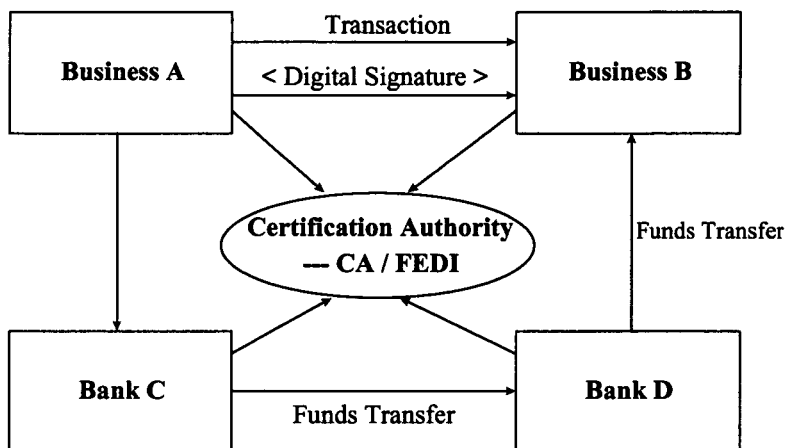 Transaction
Business A
Business B
< Digital Signature >
Certification Authority
--- CA / FEDI
Funds Transfer
Bank C
Bank D
Funds Transfer